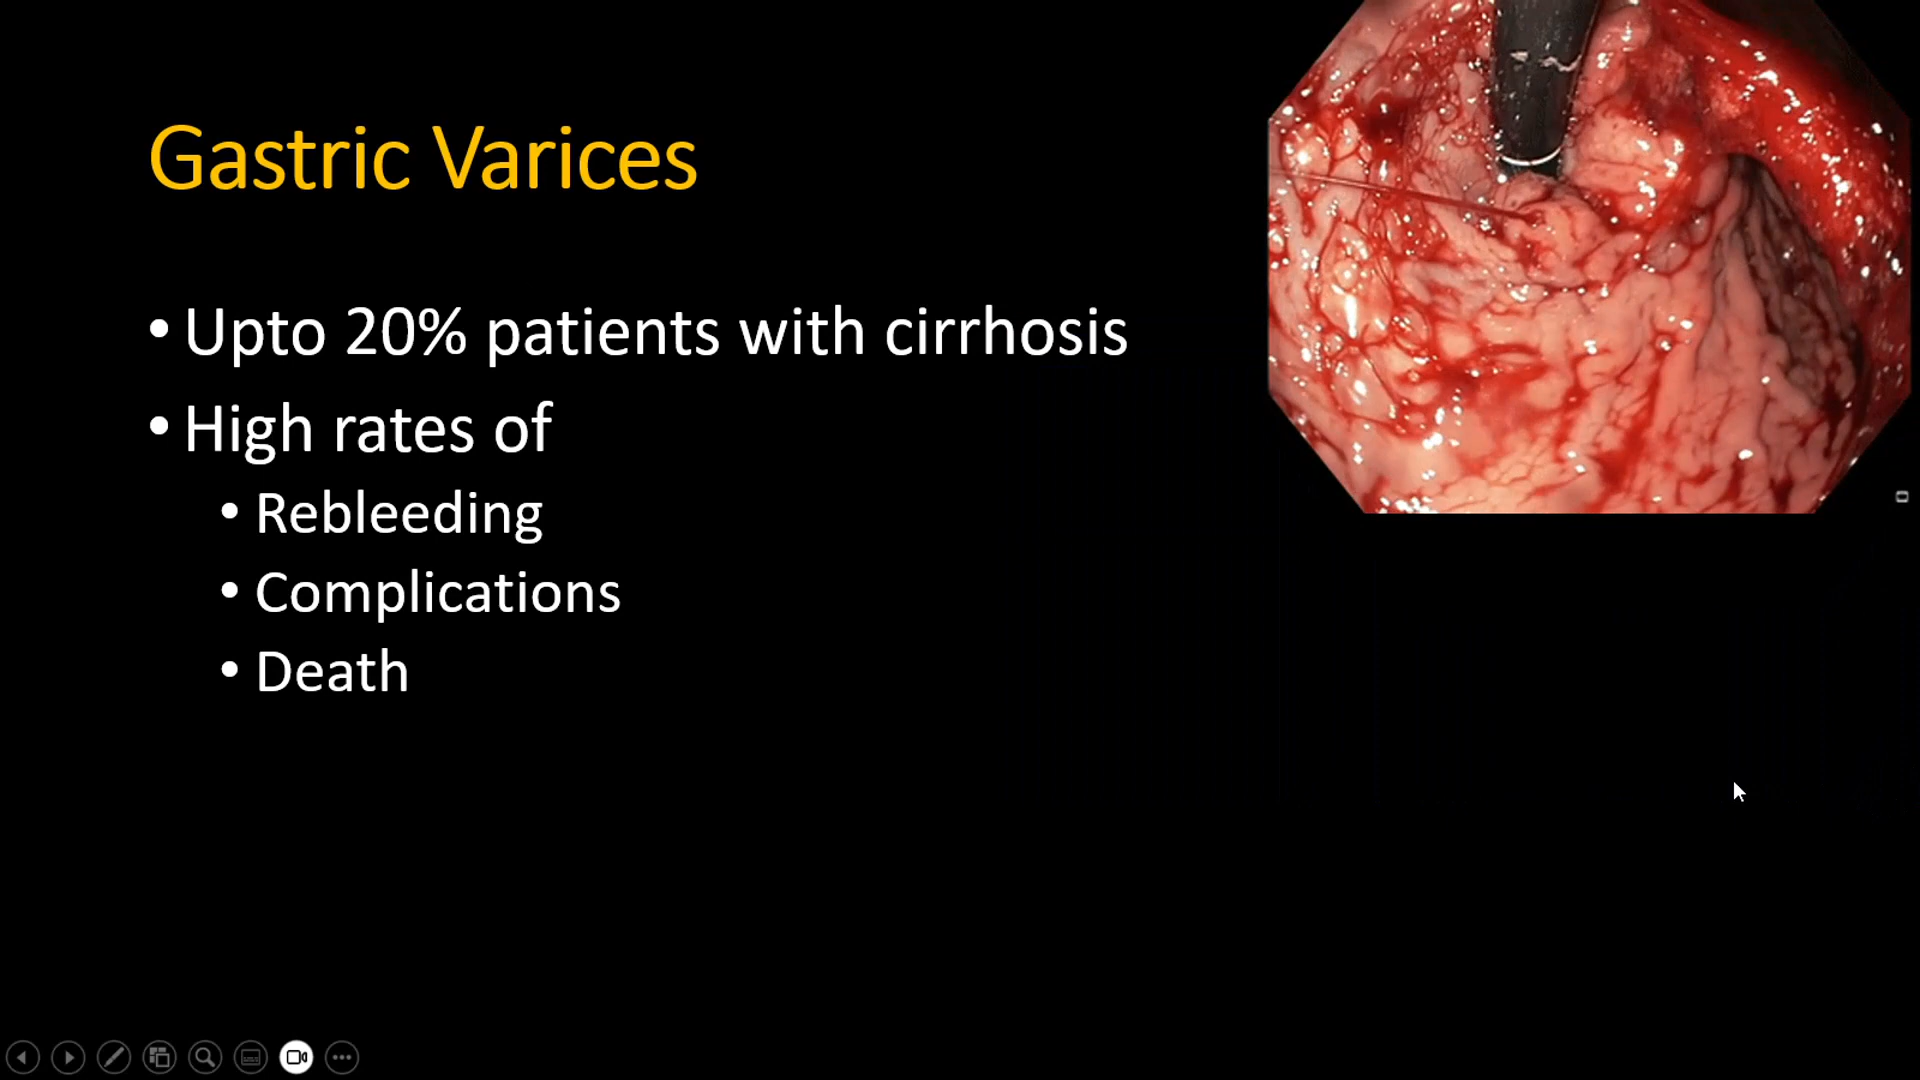 Gastric Varices
• Upto 20% patients with cirrhosis
• High rates of
• Rebleeding
• Complications
• Death